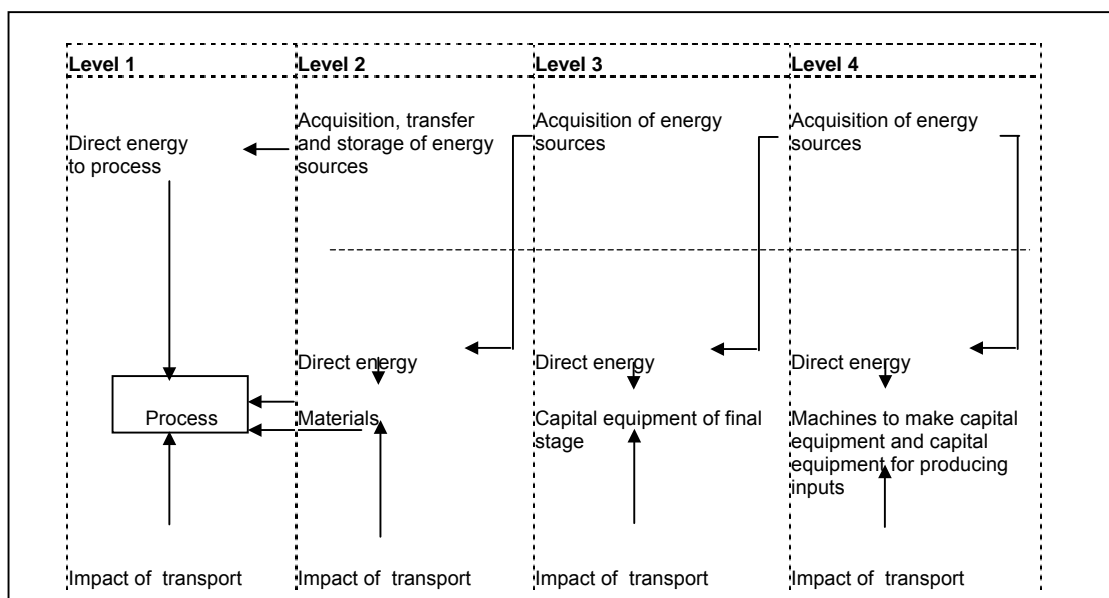 Level 1
Level 2
Level 3
Level 4
Direct energy
to process
Acquisition, transfer
and storage of energy
sources
Acquisition of energy
sources
Acquisition of energy
sources
Direct energy
Direct energy
Direct energy
Process
Materials
Capital equipment of final
stage
Machines to make capital
equipment and capital
equipment for producing
inputs
Impact of transport
Impact of transport
Impact of transport
Impact of transport